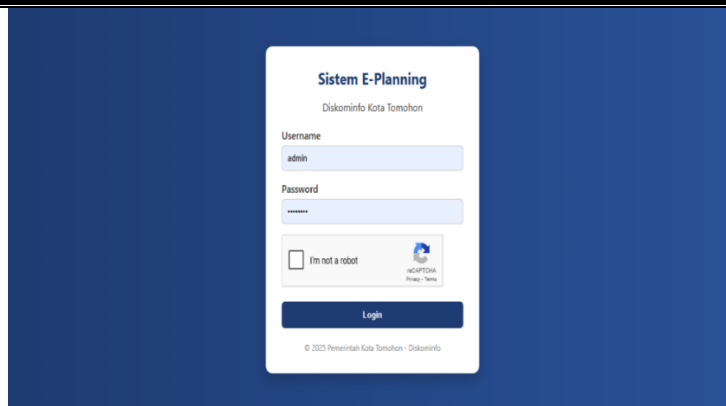 Sistem E-Planning
Diskominfo Kota Tomohon
Username
admin
Password
••••••••
I'm not a robot
reCAPTCHA
Privacy - Terms
Login
© 2025 Pemerintah Kota Tomohon - Diskominfo